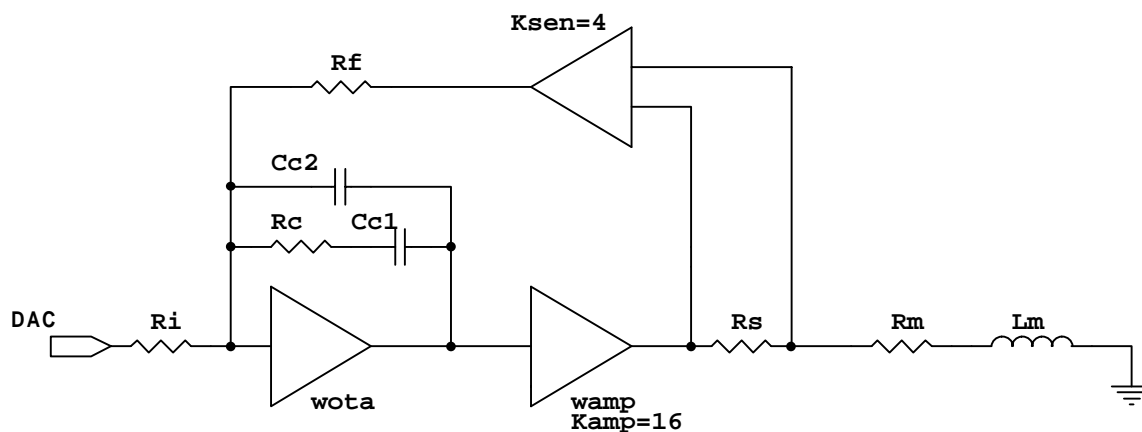 Ksen=4
Rf
Cc2
Rc
Cc1
DAC
Ri
Rs
Rm
Lm
wota
wamp
Kamp=16